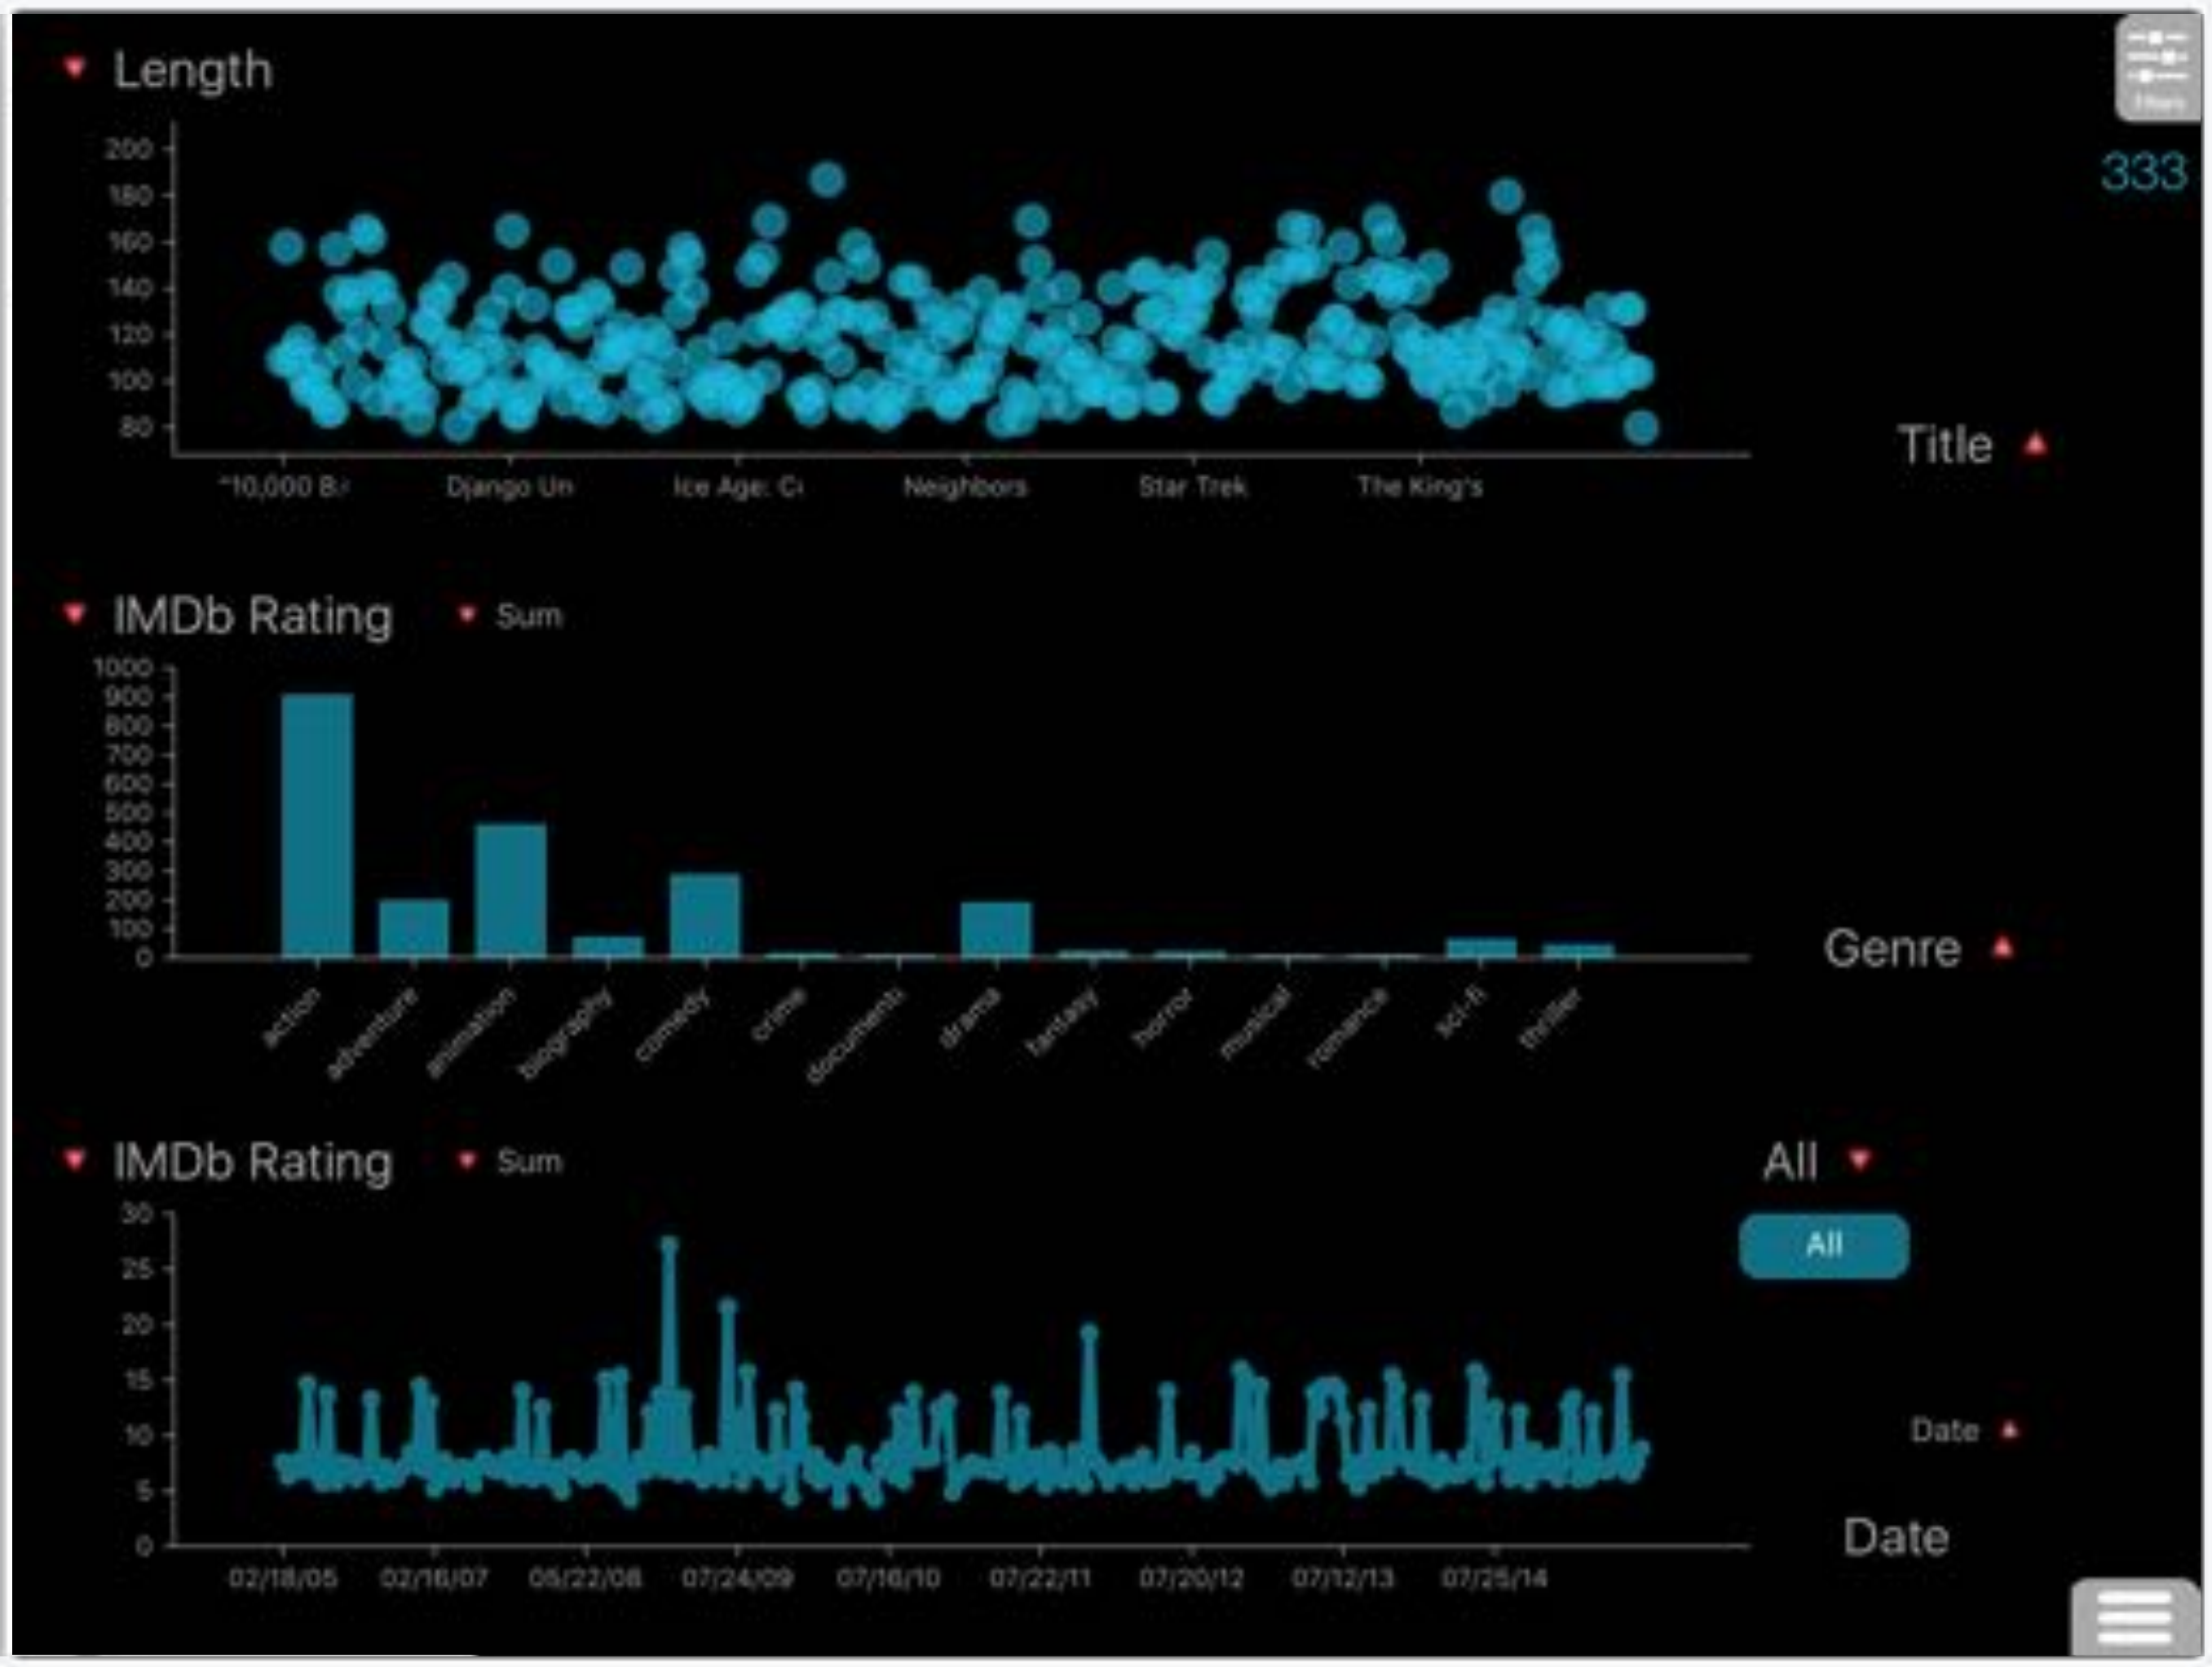 Length
Filters
333
200
180
160
140
120
100
80
Title
"10,000 B.
Django Un
Ice Age: Co
Neighbors
Star Trek
The King's
IMDb Rating Sum
1000
900
800
700
600
500
400
300
200
100
0
Genre
action
adventure
animation
biography
comedy
crime
documenti
drama
fantasy
horror
musical
romance
sci-fi
thriller
IMDb Rating Sum
All
All
30
25
20
15
10
5
0
Date
Date
02/18/05
02/16/07
05/22/08
07/24/09
07/16/10
07/22/11
07/20/12
07/12/13
07/25/14